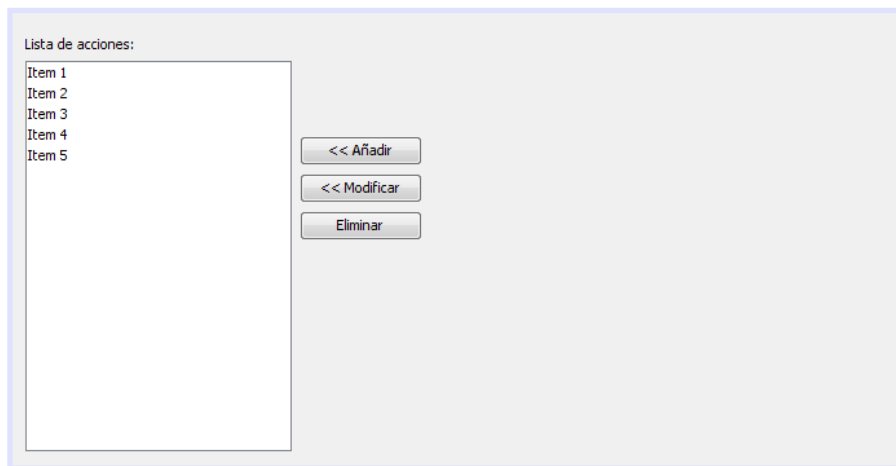 Lista de acciones:
Item 1
Item 2
Item 3
Item 4
Item 5
<< Añadir
<< Modificar
Eliminar